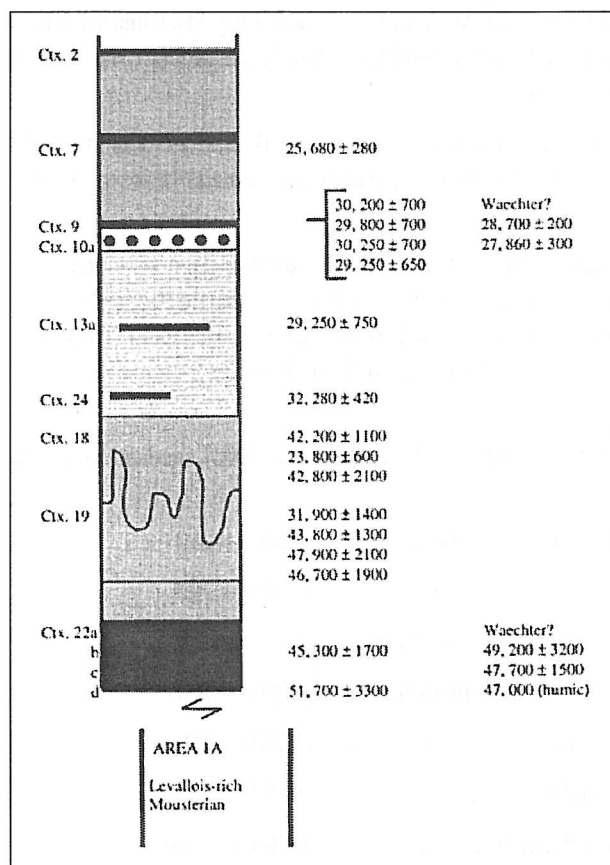 Ctx. 2
Ctx. 7 25, 680 ± 280
30, 200 ± 700 Waechter?
Ctx. 9 29, 800 ± 700 28, 700 ± 200
Ctx. 10a 30, 250 ± 700 27, 860 ± 300
29, 250 ± 650
Ctx. 13a 29, 250 ± 750
Ctx. 24 32, 280 ± 420
Ctx. 18 42, 200 ± 1100
23, 800 ± 600
42, 800 ± 2100
Ctx. 19 31, 900 ± 1400
43, 800 ± 1300
47, 900 ± 2100
46, 700 ± 1900
Ctx. 22a Waechter?
b 45, 300 ± 1700 49, 200 ± 3200
c 47, 700 ± 1500
d 51, 700 ± 3300 47, 000 (humic)
AREA 1A
Levallois-rich
Mousterian